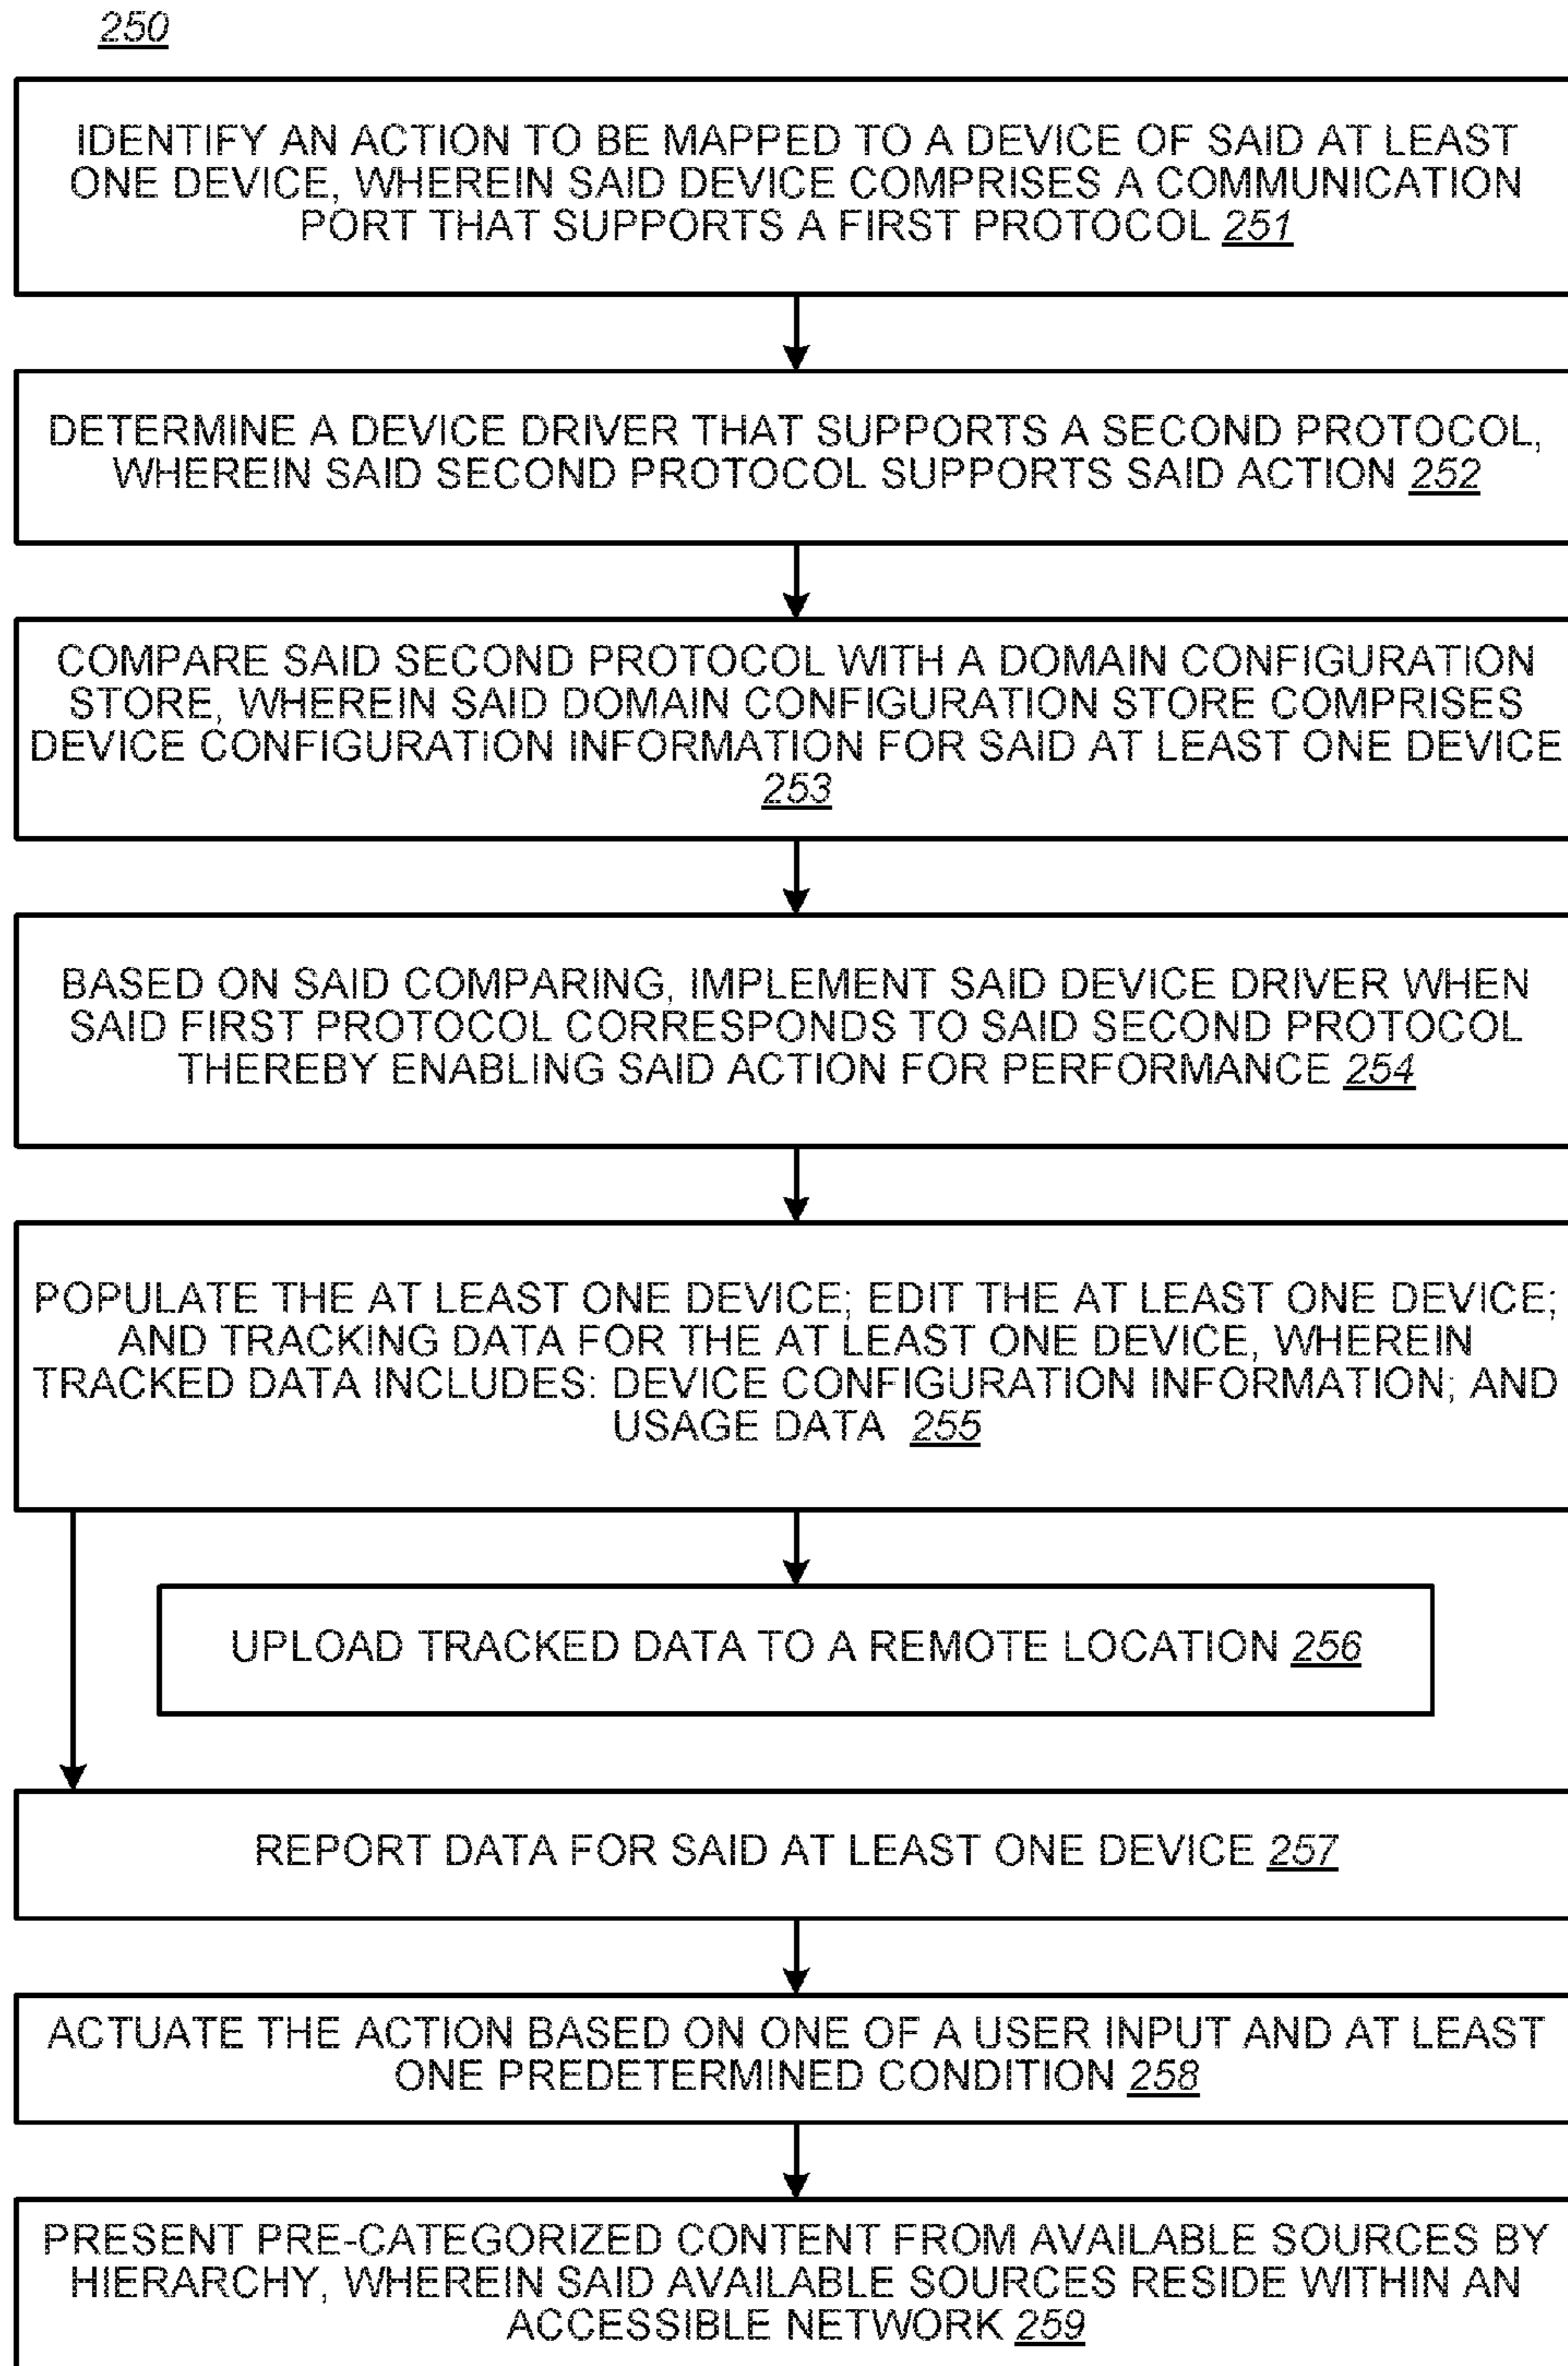 250
IDENTIFY AN ACTION TO BE MAPPED TO A DEVICE OF SAID AT LEAST
ONE DEVICE, WHEREIN SAID DEVICE COMPRISES A COMMUNICATION
PORT THAT SUPPORTS A FIRST PROTOCOL 251
DETERMINE A DEVICE DRIVER THAT SUPPORTS A SECOND PROTOCOL,
WHEREIN SAID SECOND PROTOCOL SUPPORTS SAID ACTION 252
COMPARE SAID SECOND PROTOCOL WITH A DOMAIN CONFIGURATION
STORE, WHEREIN SAID DOMAIN CONFIGURATION STORE COMPRISES
DEVICE CONFIGURATION INFORMATION FOR SAID AT LEAST ONE DEVICE
253
BASED ON SAID COMPARING, IMPLEMENT SAID DEVICE DRIVER WHEN
SAID FIRST PROTOCOL CORRESPONDS TO SAID SECOND PROTOCOL
THEREBY ENABLING SAID ACTION FOR PERFORMANCE 254
POPULATE THE AT LEAST ONE DEVICE; EDIT THE AT LEAST ONE DEVICE;
AND TRACKING DATA FOR THE AT LEAST ONE DEVICE, WHEREIN
TRACKED DATA INCLUDES: DEVICE CONFIGURATION INFORMATION; AND
USAGE DATA 255
UPLOAD TRACKED DATA TO A REMOTE LOCATION 256
REPORT DATA FOR SAID AT LEAST ONE DEVICE 257
ACTUATE THE ACTION BASED ON ONE OF A USER INPUT AND AT LEAST
ONE PREDETERMINED CONDITION 258
PRESENT PRE-CATEGORIZED CONTENT FROM AVAILABLE SOURCES BY
HIERARCHY, WHEREIN SAID AVAILABLE SOURCES RESIDE WITHIN AN
ACCESSIBLE NETWORK 259